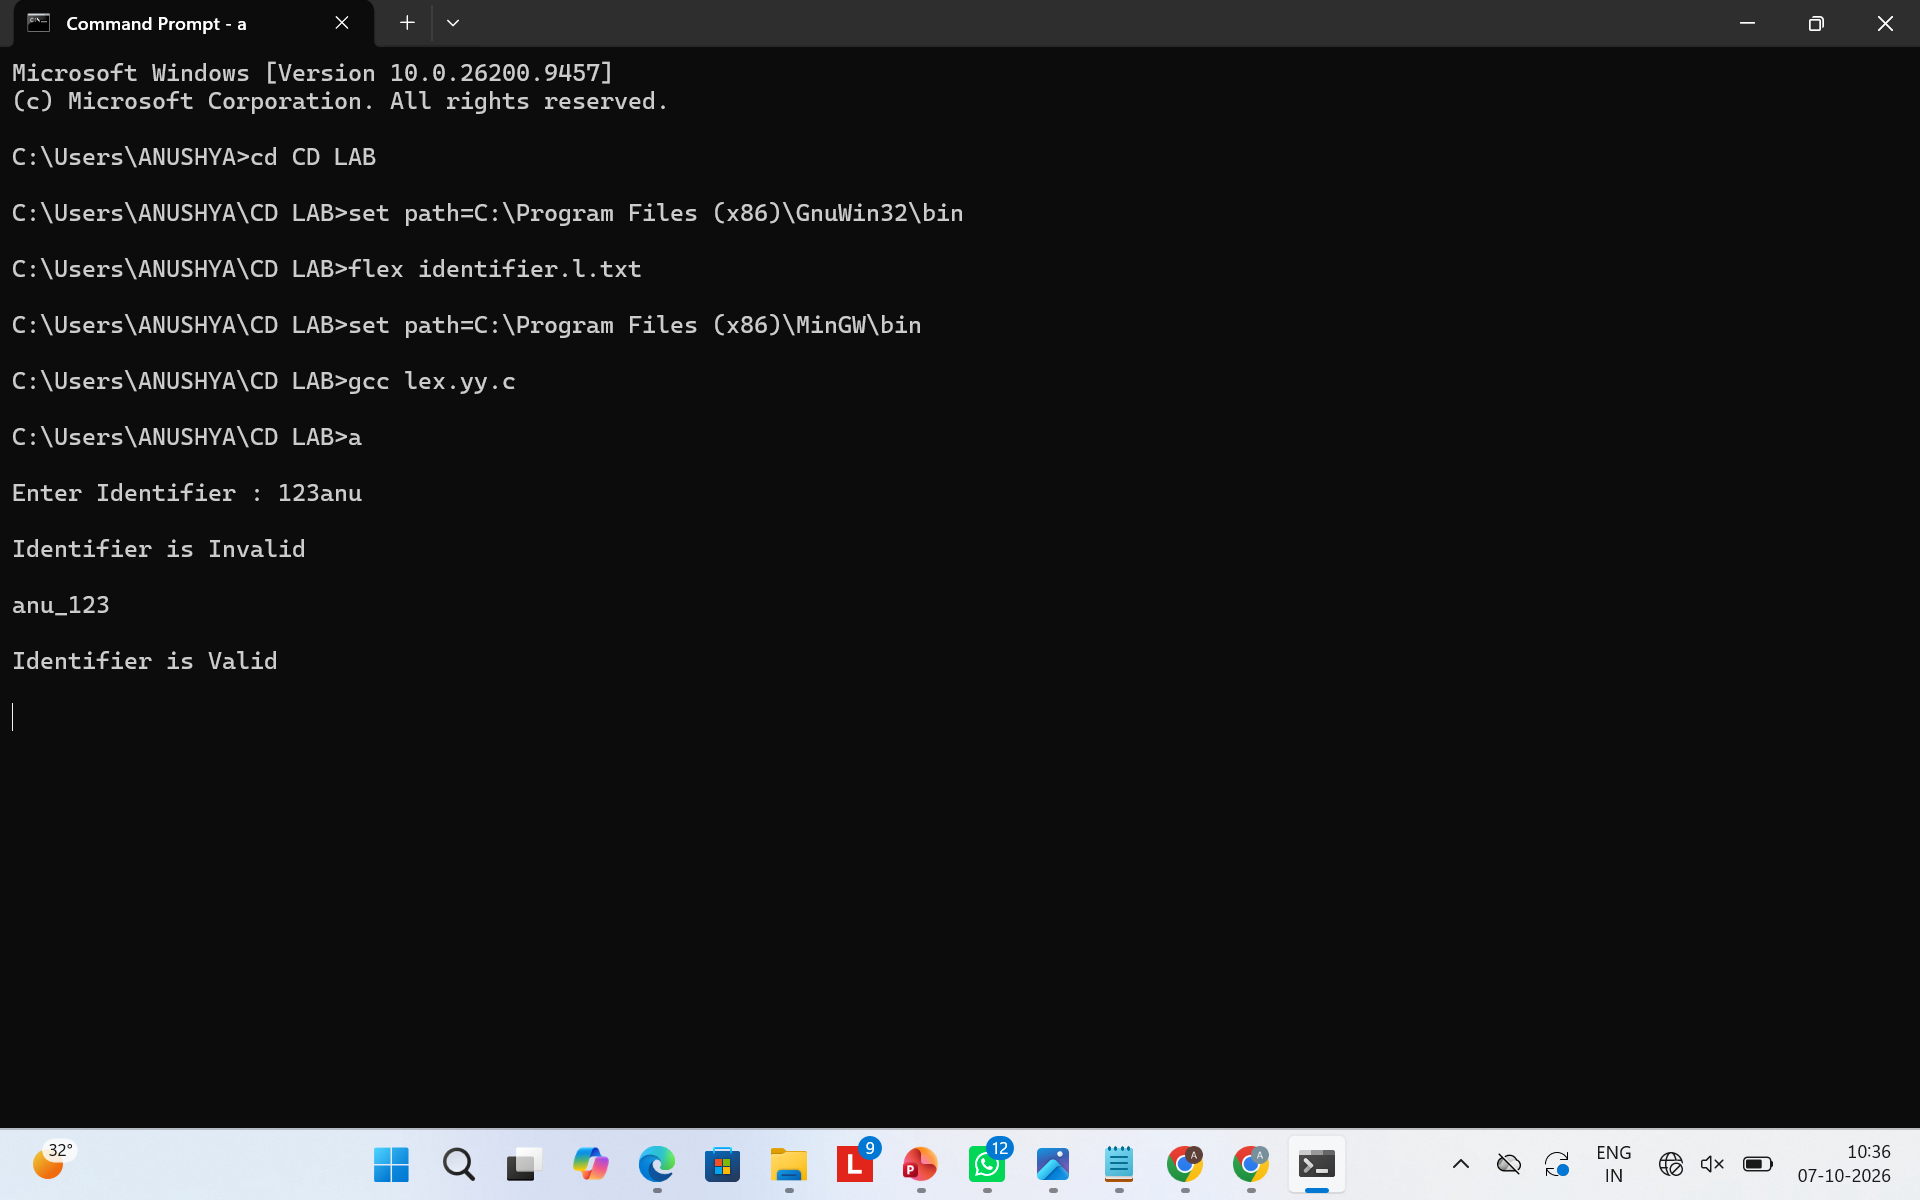 Command Prompt - a
Microsoft Windows [Version 10.0.26200.9457]
(c) Microsoft Corporation. All rights reserved.
C:\Users\ANUSHYA>cd CD LAB
C:\Users\ANUSHYA\CD LAB>set path=C:\Program Files (x86)\GnuWin32\bin
C:\Users\ANUSHYA\CD LAB>flex identifier.l.txt
C:\Users\ANUSHYA\CD LAB>set path=C:\Program Files (x86)\MinGW\bin
C:\Users\ANUSHYA\CD LAB>gcc lex.yy.c
C:\Users\ANUSHYA\CD LAB>a
Enter Identifier : 123anu
Identifier is Invalid
anu_123
Identifier is Valid
32°
L 9
P
12
A
A
ENG
IN
10:36
07-10-2026